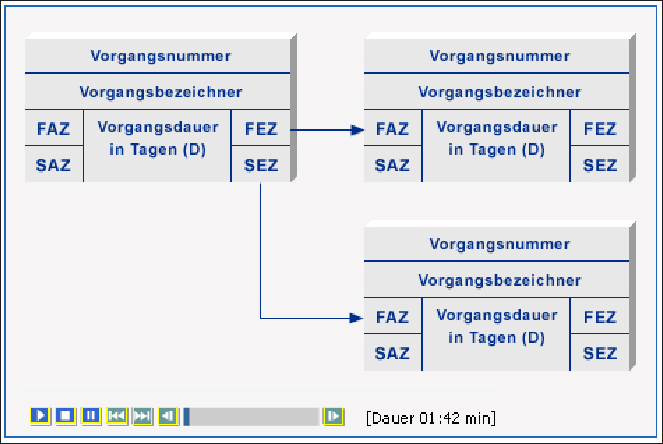 Vorgangsnummer
Vorgangsbezeichner
FAZ Vorgangsdauer in Tagen (D) FEZ
SAZ SEZ
Vorgangsnummer
Vorgangsbezeichner
FAZ Vorgangsdauer in Tagen (D) FEZ
SAZ SEZ
Vorgangsnummer
Vorgangsbezeichner
FAZ Vorgangsdauer in Tagen (D) FEZ
SAZ SEZ
[Dauer 01:42 min]